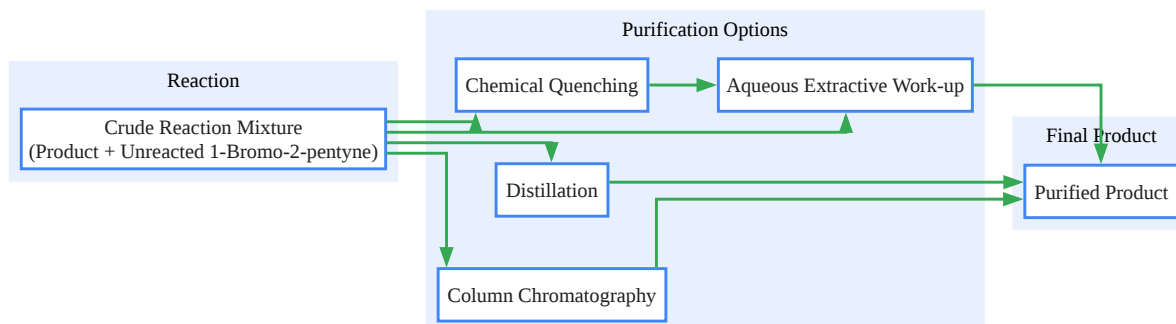 Purification Options
Reaction
Chemical Quenching
Aqueous Extractive Work-up
Crude Reaction Mixture
(Product + Unreacted 1-Bromo-2-pentyne)
Final Product
Distillation
Purified Product
Column Chromatography